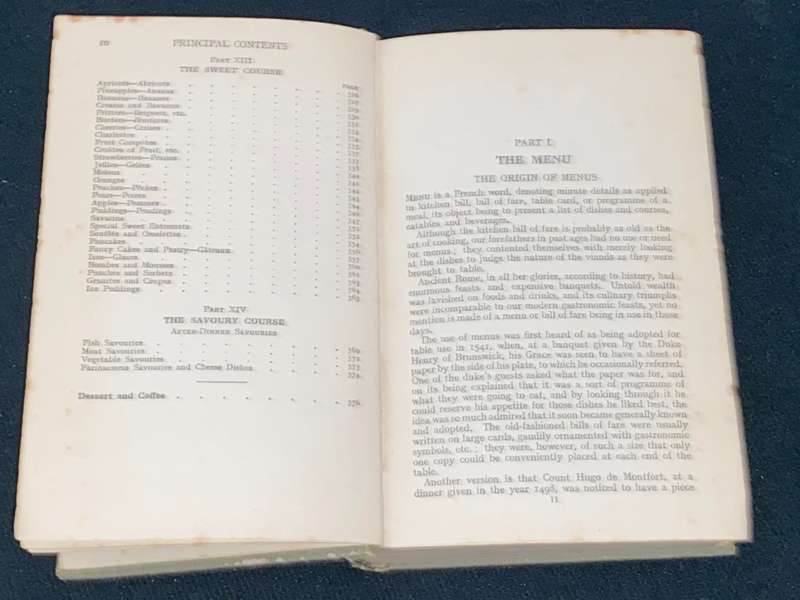 10 PRINCIPAL CONTENTS
PART XIII
THE SWEET COURSE
PAGE
Apricots—Abricots
Pineapples—Ananas
Bananas—Bananes
Creams and Bavarois
Fritters—Beignets, etc.
Borders—Bordures
Cherries—Cerises
Charlottes
Fruit Compotes
Croûtes of Fruit, etc.
Strawberries—Fraises
Jellies—Gelées
Melons
Oranges
Peaches—Pêches
Pears—Poires
Apples—Pommes
Puddings—Poudings
Savarins
Special Sweet Entremets
Soufflés and Omelettes
Pancakes
Fancy Cakes and Pastry—Gâteaux
Ices—Glaces
Bombes and Mousses
Punches and Sorbets
Granites and Coupes
Ice Puddings
PART XIV
THE SAVOURY COURSE
AFTER-DINNER SAVOURIES
Fish Savouries
Meat Savouries
Vegetable Savouries
Farinaceous Savouries and Cheese Dishes
Dessert and Coffee 376
PART I
THE MENU
THE ORIGIN OF MENUS
MENU is a French word, denoting minute details as applied
to kitchen bill, bill of fare, table card, or programme of a
meal, its object being to present a list of dishes and courses,
eatables and beverages.
Although the kitchen bill of fare is probably as old as the
art of cooking, our forefathers in past ages had no use or need
for menus; they contented themselves with merely looking
at the dishes to judge the nature of the viands as they were
brought to table.
Ancient Rome, in all her glories, according to history, had
enormous feasts and expensive banquets. Untold wealth
was lavished on foods and drinks, and its culinary triumphs
were incomparable to our modern gastronomic feasts, yet no
mention is made of a menu or bill of fare being in use in those
days.
The use of menus was first heard of as being adopted for
table use in 1541, when, at a banquet given by the Duke
Henry of Brunswick, his Grace was seen to have a sheet of
paper by the side of his plate, to which he occasionally referred.
One of the duke's guests asked what the paper was for, and
on its being explained that it was a sort of programme of
what they were going to eat, and by looking through it he
could reserve his appetite for those dishes he liked best, the
idea was so much admired that it soon became generally known
and adopted. The old-fashioned bills of fare were usually
written on large cards, gaudily ornamented with gastronomic
symbols, etc.; they were, however, of such a size that only
one copy could be conveniently placed at each end of the
table.
Another version is that Count Hugo de Montfort, at a
dinner given in the year 1498, was noticed to have a piece
11